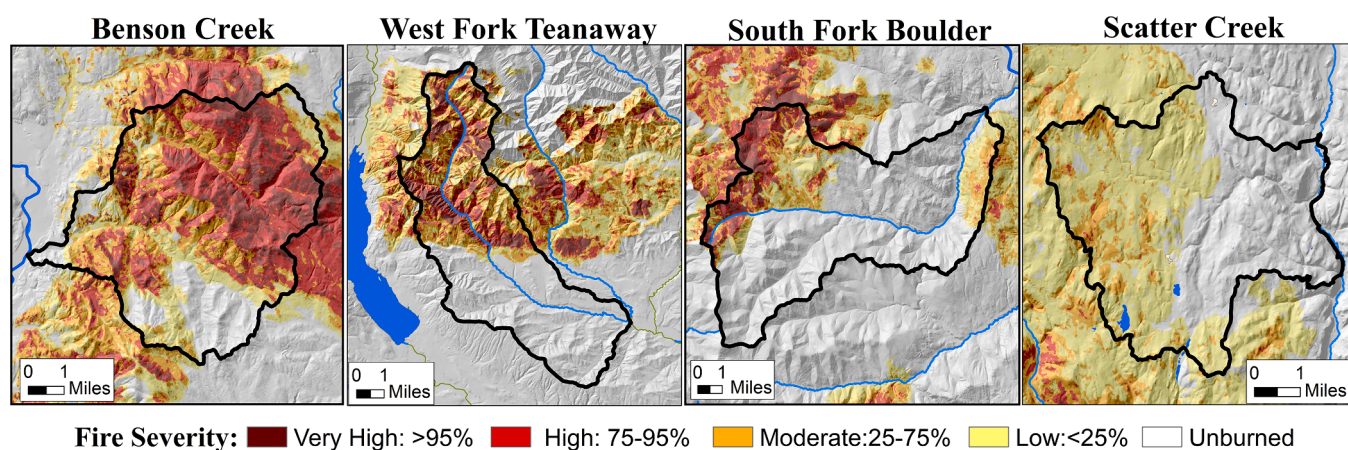 Benson Creek
West Fork Teanaway
South Fork Boulder
Scatter Creek
0 1
Miles
0 1
Miles
0 1
Miles
0 1
Miles
Fire Severity: Very High: >95% High: 75-95% Moderate:25-75% Low:<25% Unburned